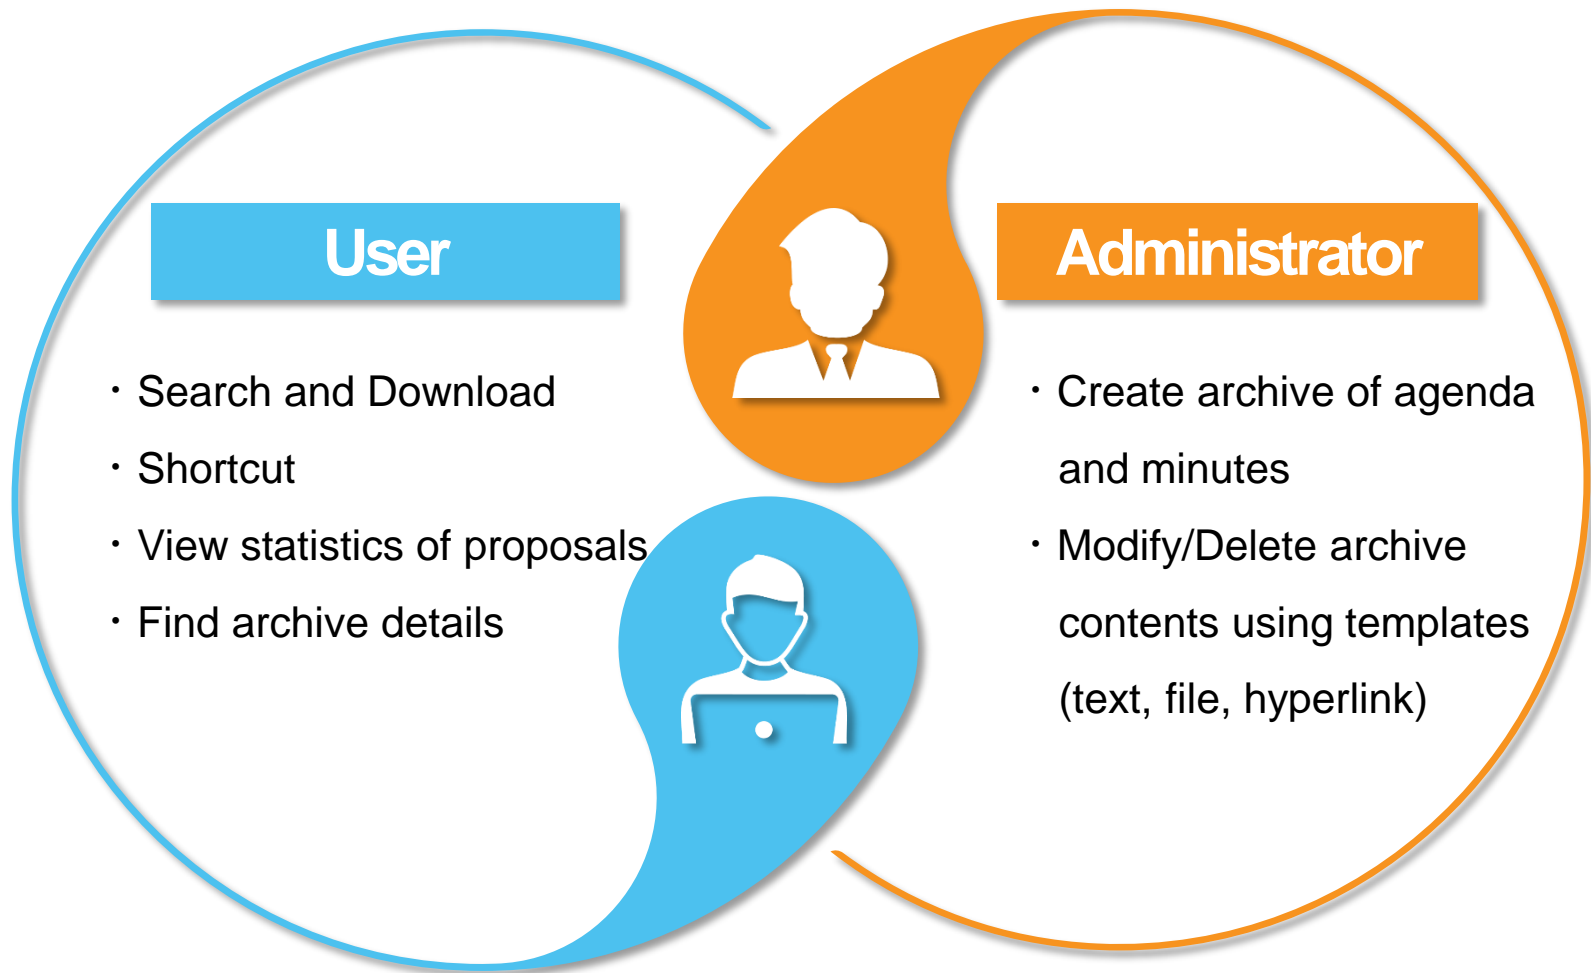 User
· Search and Download
· Shortcut
· View statistics of proposals
· Find archive details
Administrator
· Create archive of agenda
and minutes
· Modify/Delete archive
contents using templates
(text, file, hyperlink)